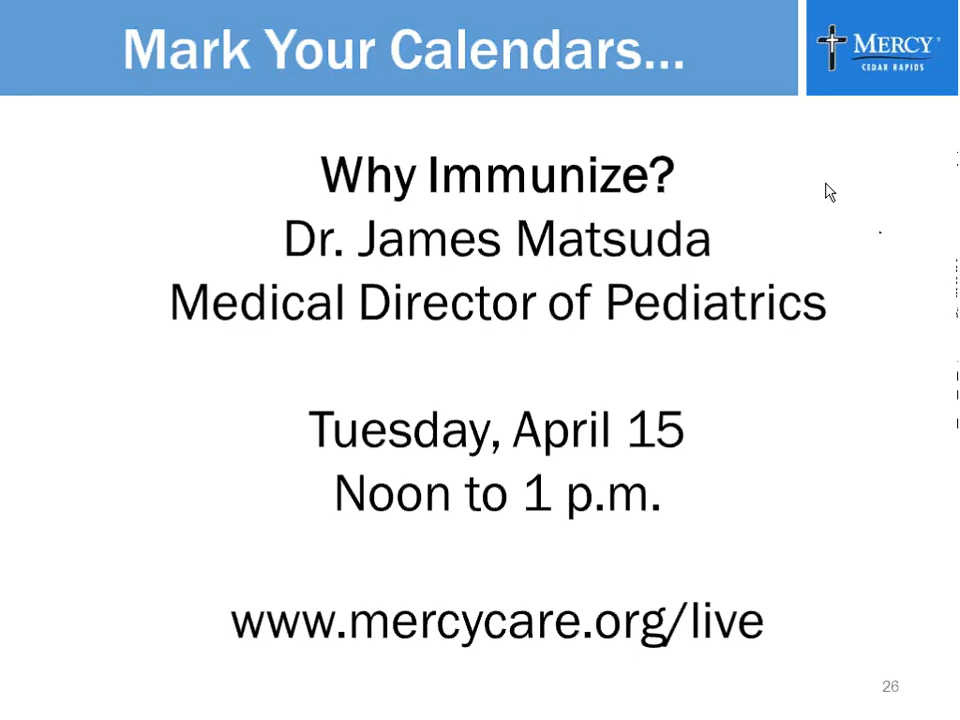 Mark Your Calendars...
MERCY®
CEDAR RAPIDS
Why Immunize?
Dr. James Matsuda
Medical Director of Pediatrics
Tuesday, April 15
Noon to 1 p.m.
www.mercycare.org/live
26